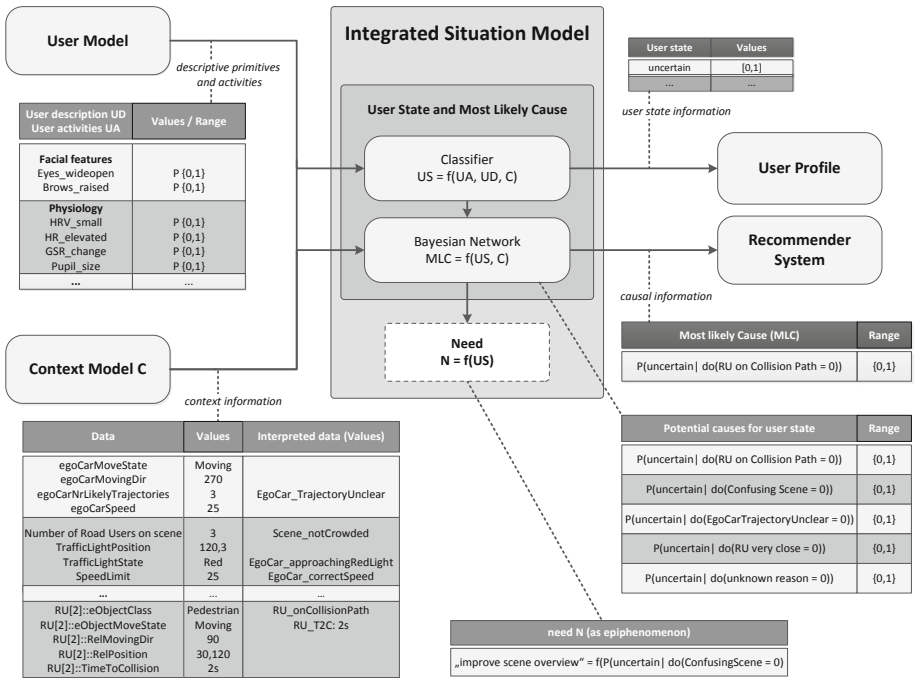 User Model
descriptive primitives
and activities
User description UD
User activities UA
Values / Range
Facial features
Eyes_wideopen P {0,1}
Brows_raised P {0,1}
Physiology
HRV_small P {0,1}
HR_elevated P {0,1}
GSR_change P {0,1}
Pupil_size P {0,1}
... ...
Context Model C
context information
Data Values Interpreted data (Values)
egoCarMoveState Moving
egoCarMovingDir 270
egoCarNrLikelyTrajectories 3 EgoCar_TrajectoryUnclear
egoCarSpeed 25
Number of Road Users on scene 3 Scene_notCrowded
TrafficLightPosition 120,3
TrafficLightState Red EgoCar_approachingRedLight
SpeedLimit 25 EgoCar_correctSpeed
... ... ...
RU[2]::eObjectClass Pedestrian RU_onCollisionPath
RU[2]::eObjectMoveState Moving RU_T2C: 2s
RU[2]::RelMovingDir 90
RU[2]::RelPosition 30,120
RU[2]::TimeToCollision 2s
Integrated Situation Model
User State and Most Likely Cause
Classifier
US = f(UA, UD, C)
Bayesian Network
MLC = f(US, C)
Need
N = f(US)
User state Values
uncertain [0,1]
... ...
user state information
User Profile
Recommender
System
causal information
Most likely Cause (MLC) Range
P(uncertain| do(RU on Collision Path = 0)) {0,1}
Potential causes for user state Range
P(uncertain| do(RU on Collision Path = 0)) {0,1}
P(uncertain| do(Confusing Scene = 0)) {0,1}
P(uncertain| do(EgoCarTrajectoryUnclear = 0)) {0,1}
P(uncertain| do(RU very close = 0)) {0,1}
P(uncertain| do(unknown reason = 0)) {0,1}
need N (as epiphenomenon)
„improve scene overview“ = f(P(uncertain| do(ConfusingScene = 0)